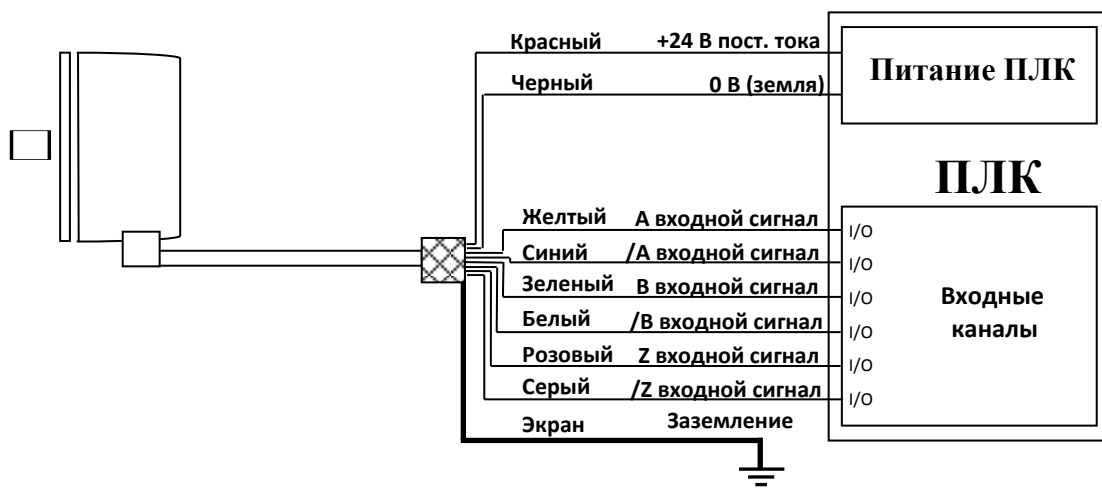 Красный +24 В пост. тока
Черный 0 В (земля)
Питание ПЛК
ПЛК
Желтый A входной сигнал I/O
Синий /A входной сигнал I/O
Зеленый B входной сигнал I/O
Белый /B входной сигнал I/O
Розовый Z входной сигнал I/O
Серый /Z входной сигнал I/O
Экран Заземление
Входные
каналы